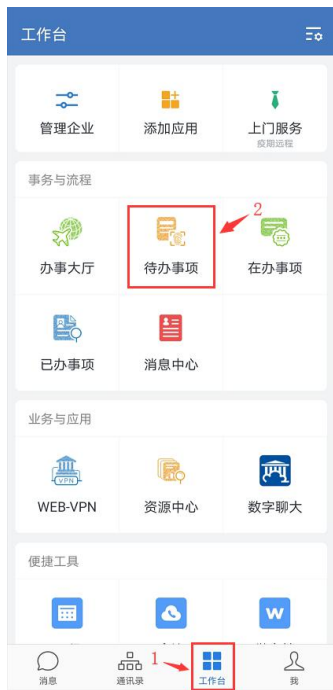 工作台
管理企业
添加应用
上门服务
疫期远程
事务与流程
2
办事大厅
待办事项
在办事项
已办事项
消息中心
业务与应用
VPN
WEB-VPN
资源中心
数字聊大
便捷工具
W
1
消息
通讯录
工作台
我